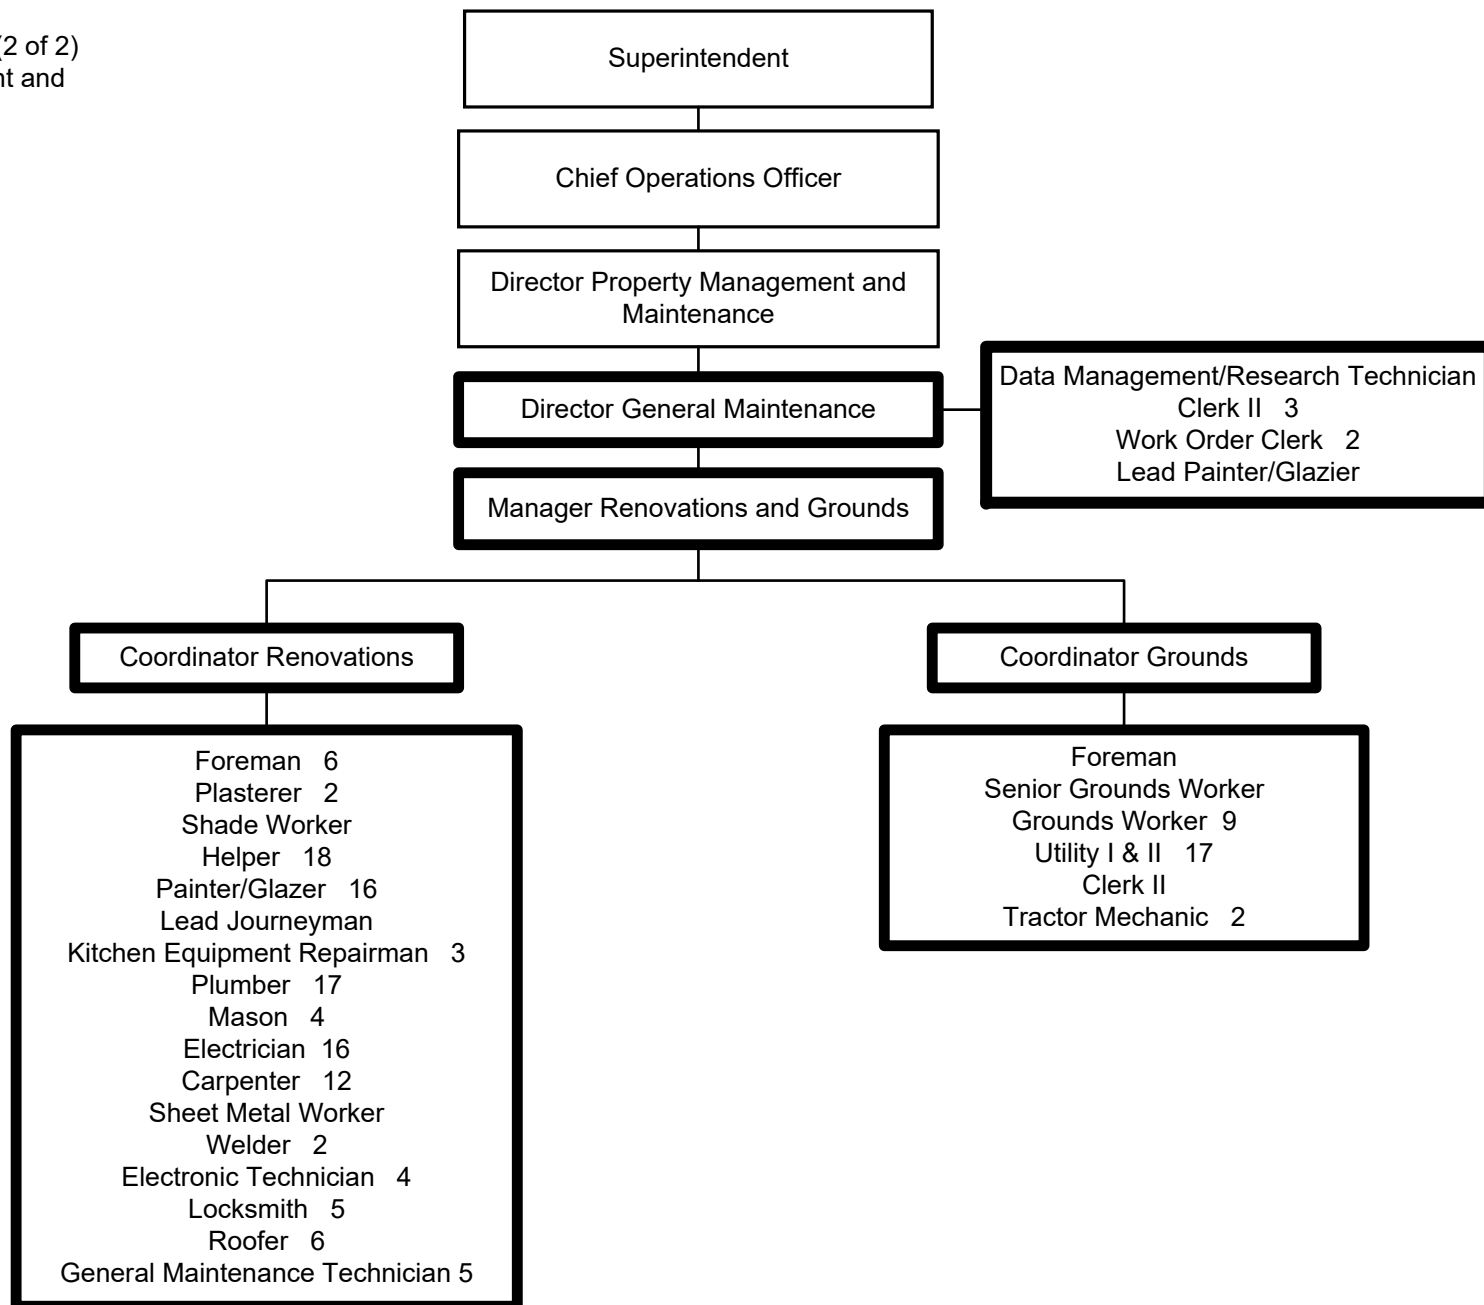 (2 of 2)
and
Superintendent
Chief Operations Officer
Director Property Management and
Maintenance
Director General Maintenance
Data Management/Research Technician
Clerk II 3
Work Order Clerk 2
Lead Painter/Glazier
Manager Renovations and Grounds
Coordinator Renovations
Coordinator Grounds
Foreman 6
Plasterer 2
Shade Worker
Helper 18
Painter/Glazer 16
Lead Journeyman
Kitchen Equipment Repairman 3
Plumber 17
Mason 4
Electrician 16
Carpenter 12
Sheet Metal Worker
Welder 2
Electronic Technician 4
Locksmith 5
Roofer 6
General Maintenance Technician 5
Foreman
Senior Grounds Worker
Grounds Worker 9
Utility I & II 17
Clerk II
Tractor Mechanic 2